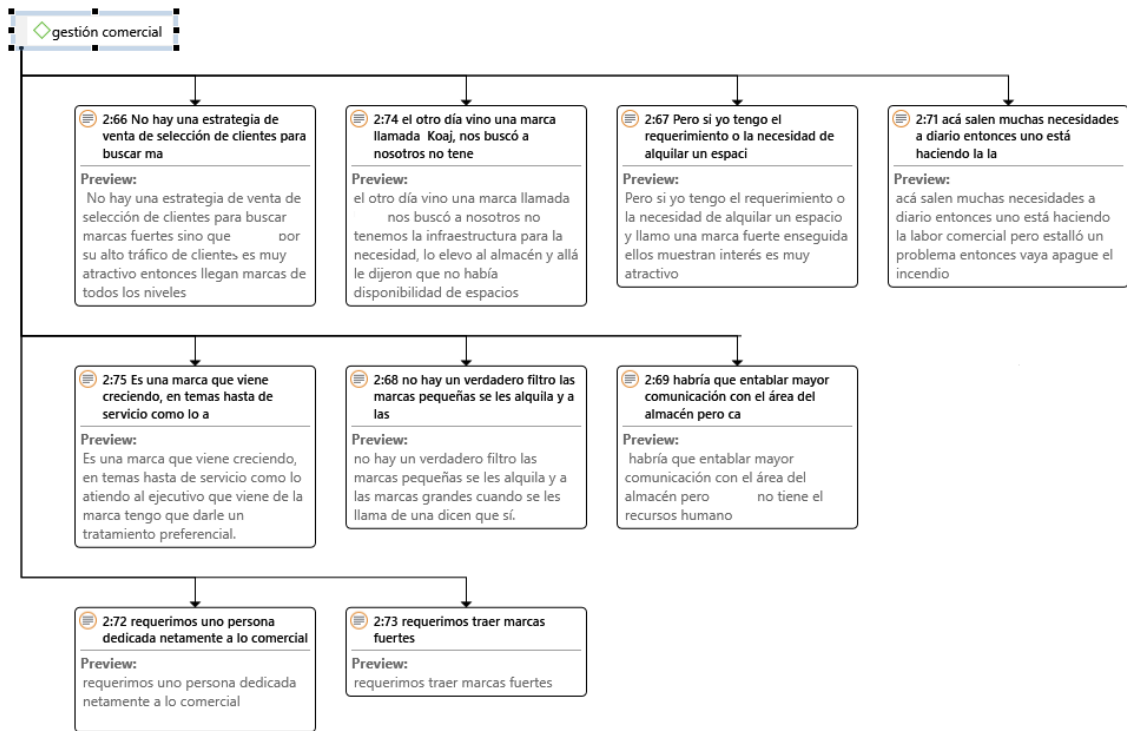 gestión comercial
2:66 No hay una estrategia de
venta de selección de clientes para
buscar ma
Preview:
No hay una estrategia de venta de
selección de clientes para buscar
marcas fuertes sino que por
su alto tráfico de clientes es muy
atractivo entonces llegan marcas de
todos los niveles
2:74 el otro día vino una marca
llamada Koaj, nos buscó a
nosotros no tene
Preview:
el otro día vino una marca llamada
nos buscó a nosotros no
tenemos la infraestructura para la
necesidad, lo elevo al almacén y allá
le dijeron que no había
disponibilidad de espacios
2:67 Pero si yo tengo el
requerimiento o la necesidad de
alquilar un espaci
Preview:
Pero si yo tengo el requerimiento o
la necesidad de alquilar un espacio
y llamo una marca fuerte enseguida
ellos muestran interés es muy
atractivo
2:71 acá salen muchas necesidades
a diario entonces uno está
haciendo la la
Preview:
acá salen muchas necesidades a
diario entonces uno está haciendo
la labor comercial pero estalló un
problema entonces vaya apague el
incendio
2:75 Es una marca que viene
creciendo, en temas hasta de
servicio como lo a
Preview:
Es una marca que viene creciendo,
en temas hasta de servicio como lo
atiendo al ejecutivo que viene de la
marca tengo que darle un
tratamiento preferencial.
2:68 no hay un verdadero filtro las
marcas pequeñas se les alquila y a
las
Preview:
no hay un verdadero filtro las
marcas pequeñas se les alquila y a
las marcas grandes cuando se les
llama de una dicen que sí.
2:69 habría que entablar mayor
comunicación con el área del
almacén pero ca
Preview:
habría que entablar mayor
comunicación con el área del
almacén pero no tiene el
recursos humano
2:72 requerimos uno persona
dedicada netamente a lo comercial
Preview:
requerimos uno persona dedicada
netamente a lo comercial
2:73 requerimos traer marcas
fuertes
Preview:
requerimos traer marcas fuertes